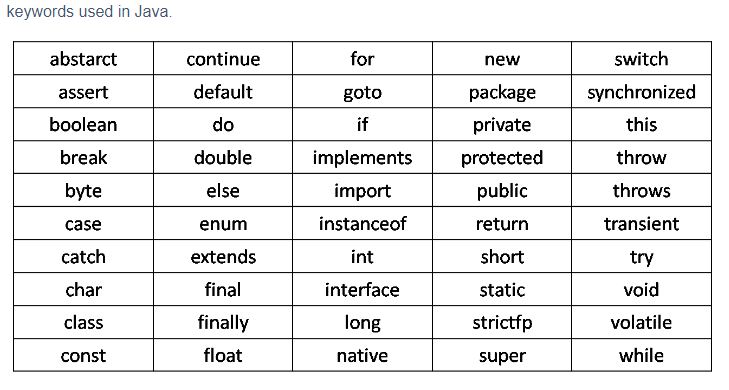 keywords used in Java.
abstarct continue for new switch
assert default goto package synchronized
boolean do if private this
break double implements protected throw
byte else import public throws
case enum instanceof return transient
catch extends int short try
char final interface static void
class finally long strictfp volatile
const float native super while